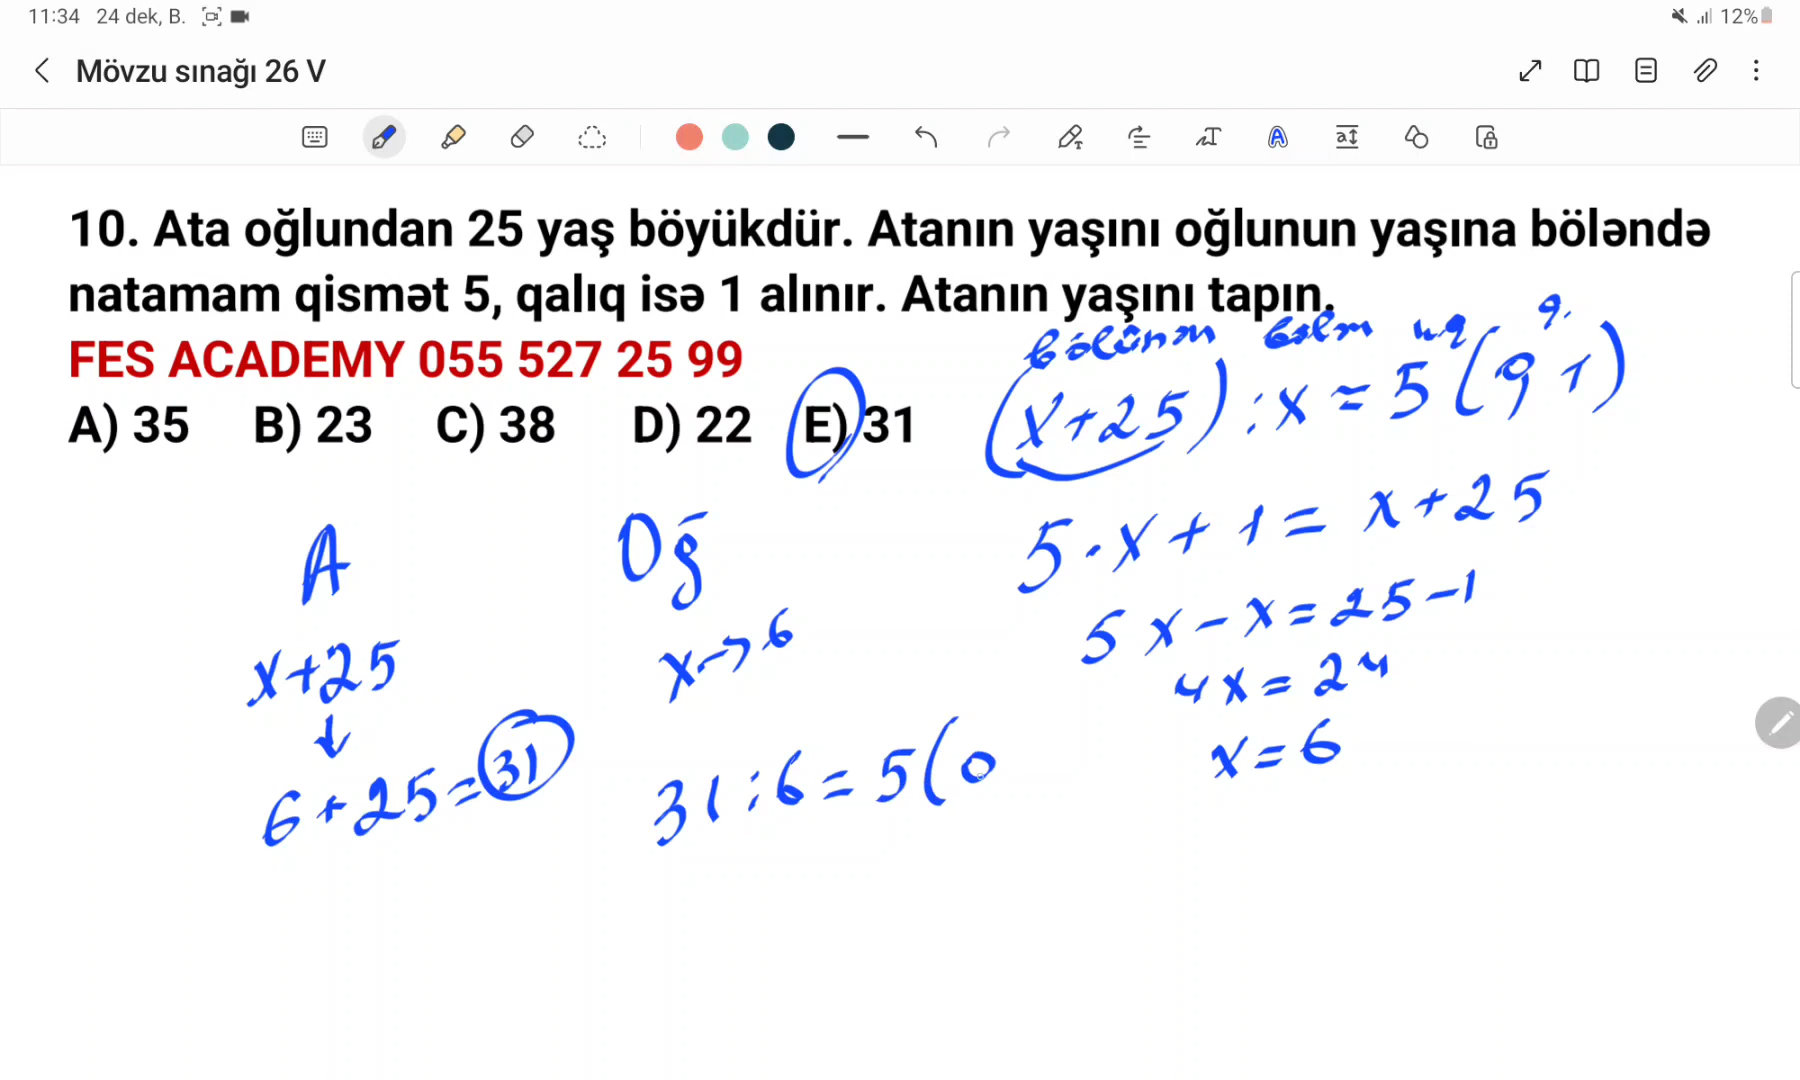 11:34 24 dek, B. 12%
Mövzu sınağı 26 V
10. Ata oğlundan 25 yaş böyükdür. Atanın yaşını oğlunun yaşına böləndə
natamam qismət 5, qalıq isə 1 alınır. Atanın yaşını tapın.
FES ACADEMY 055 527 25 99
A) 35 B) 23 C) 38 D) 22 E) 31
(x+25) : x = 5 (q 1)
A Oğ
x+25 x→6
↓
6+25=31
31:6=5(
5·x+1=x+25
5x-x=25-1
4x=24
x=6